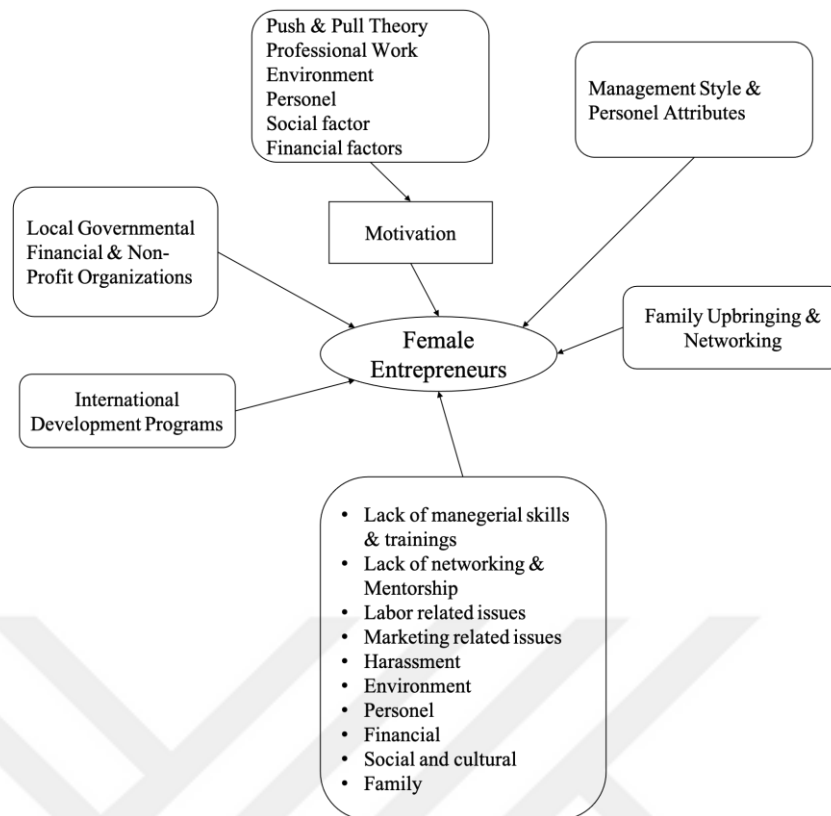 Push & Pull Theory
Professional Work
Environment
Personel
Social factor
Financial factors
Management Style &
Personel Attributes
Local Governmental
Financial & Non-
Profit Organizations
Motivation
Family Upbringing &
Networking
Female
Entrepreneurs
International
Development Programs
• Lack of manegerial skills
& trainings
• Lack of networking &
Mentorship
• Labor related issues
• Marketing related issues
• Harassment
• Environment
• Personel
• Financial
• Social and cultural
• Family